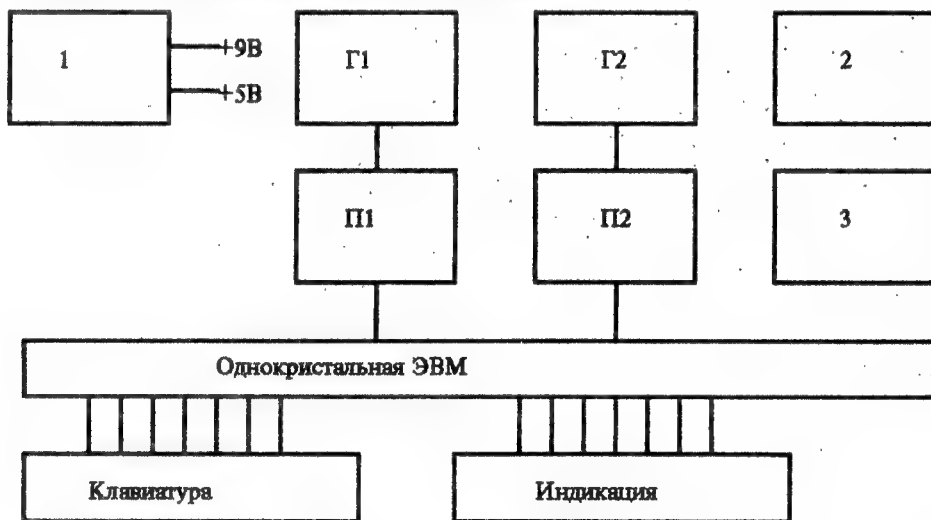 1
+9В
+5В
Г1
Г2
2
П1
П2
3
Однокристальная ЭВМ
Клавиатура
Индикация